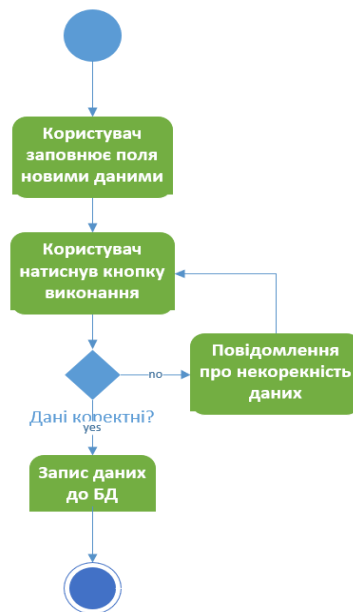 Користувач
заповнює поля
новими даними
Користувач
натиснув кнопку
виконання
no
Повідомлення
про некорекність
даних
Дані коректні?
yes
Запис даних
до БД